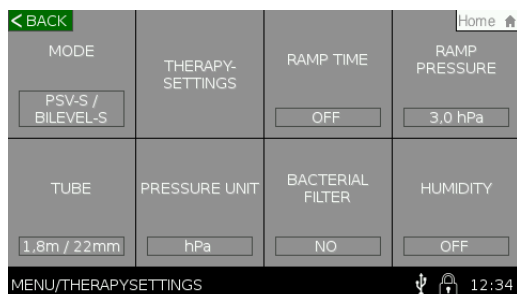 < BACK
Home
MODE
PSV-S /
BILEVEL-S
THERAPY-
SETTINGS
RAMP TIME
OFF
RAMP
PRESSURE
3,0 hPa
TUBE
1,8m / 22mm
PRESSURE UNIT
hPa
BACTERIAL
FILTER
NO
HUMIDITY
OFF
MENU/THERAPYSETTINGS
12:34